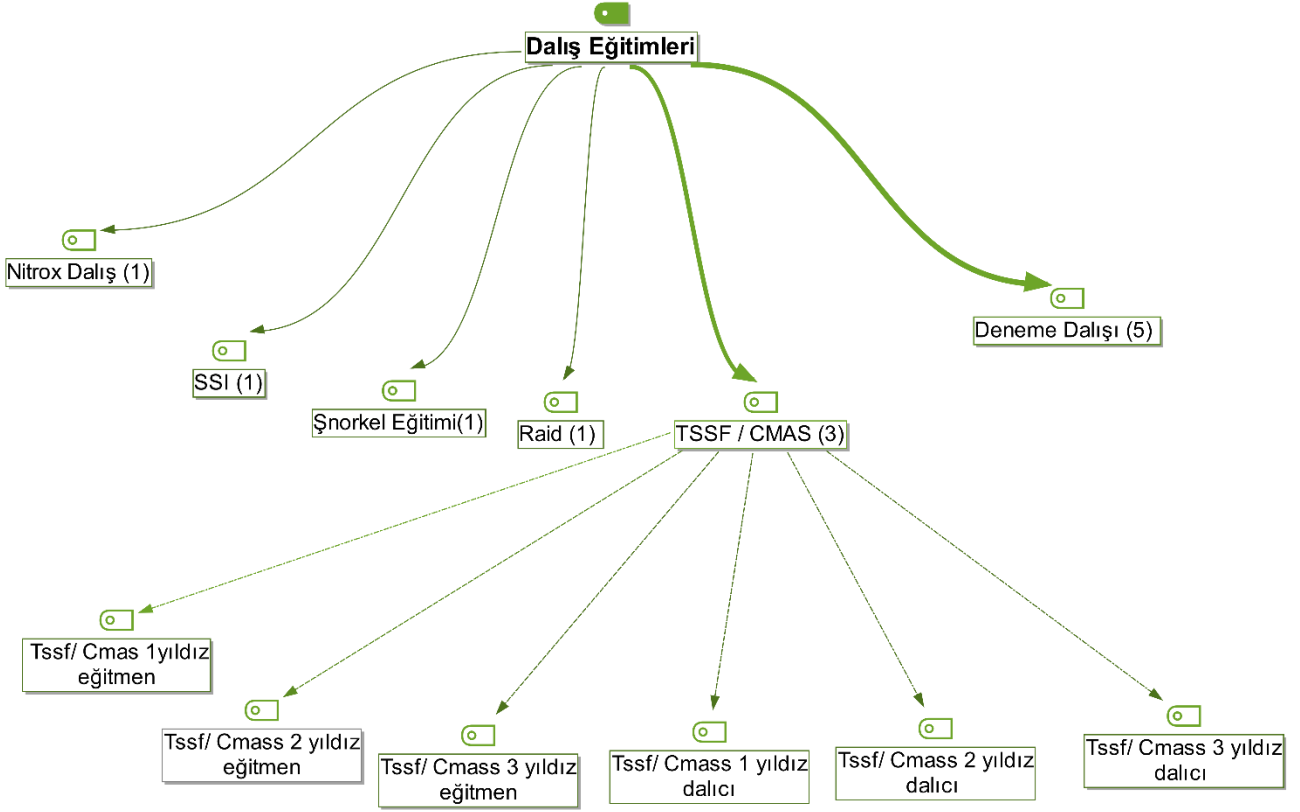 Dalış Eğitimleri
Nitrox Dalış (1)
Deneme Dalışı (5)
SSI (1)
Şnorkel Eğitimi(1)
Raid (1)
TSSF / CMAS (3)
Tssf/ Cmas 1yıldız
eğitmen
Tssf/ Cmass 2 yıldız
eğitmen
Tssf/ Cmass 3 yıldız
eğitmen
Tssf/ Cmass 1 yıldız
dalıcı
Tssf/ Cmass 2 yıldız
dalıcı
Tssf/ Cmass 3 yıldız
dalıcı